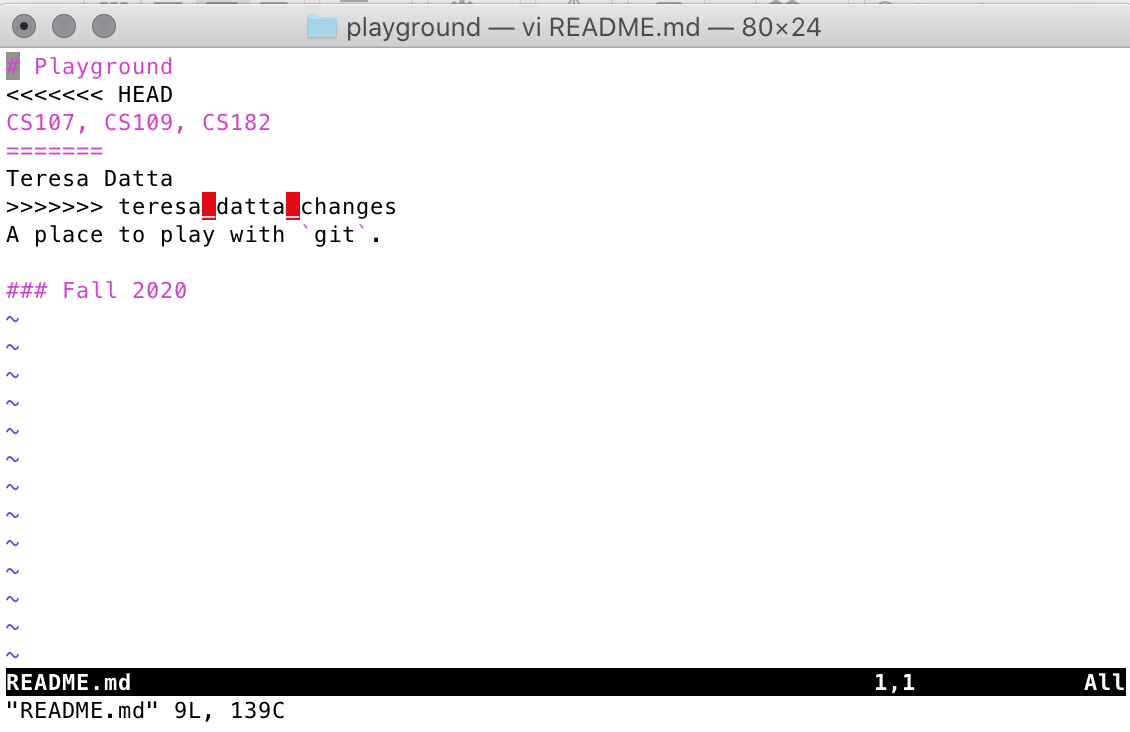 playground — vi README.md — 80×24
# Playground
<<<<<<< HEAD
CS107, CS109, CS182
=======
Teresa Datta
>>>>>>> teresa_datta_changes
A place to play with `git`.

### Fall 2020
~
~
~
~
~
~
~
~
~
~
~
~
~
README.md 1,1 All
"README.md" 9L, 139C